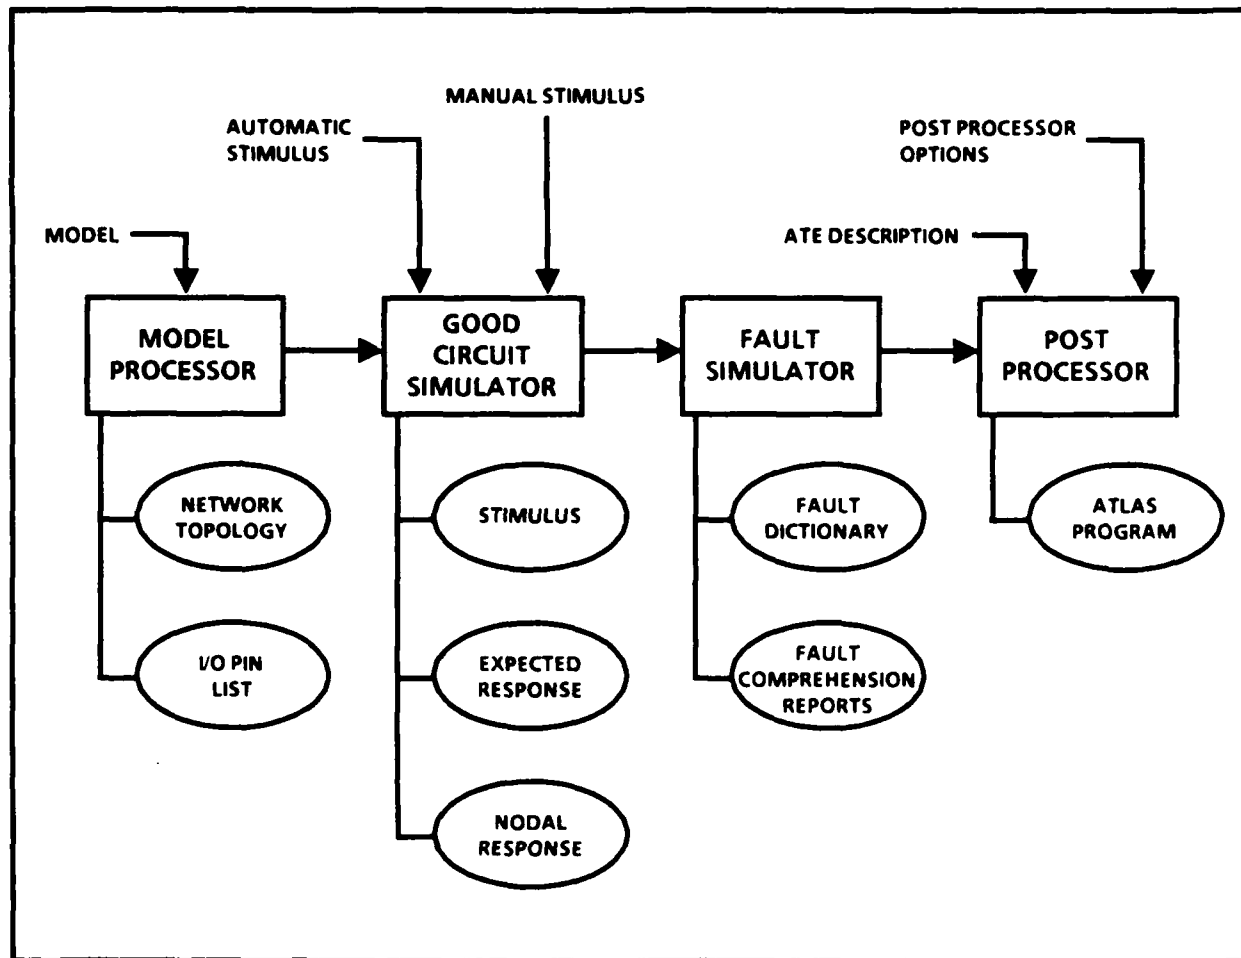 MANUAL STIMULUS
AUTOMATIC
STIMULUS
POST PROCESSOR
OPTIONS
MODEL
ATE DESCRIPTION
MODEL
PROCESSOR
GOOD
CIRCUIT
SIMULATOR
FAULT
SIMULATOR
POST
PROCESSOR
NETWORK
TOPOLOGY
STIMULUS
FAULT
DICTIONARY
ATLAS
PROGRAM
I/O PIN
LIST
EXPECTED
RESPONSE
FAULT
COMPREHENSION
REPORTS
NODAL
RESPONSE